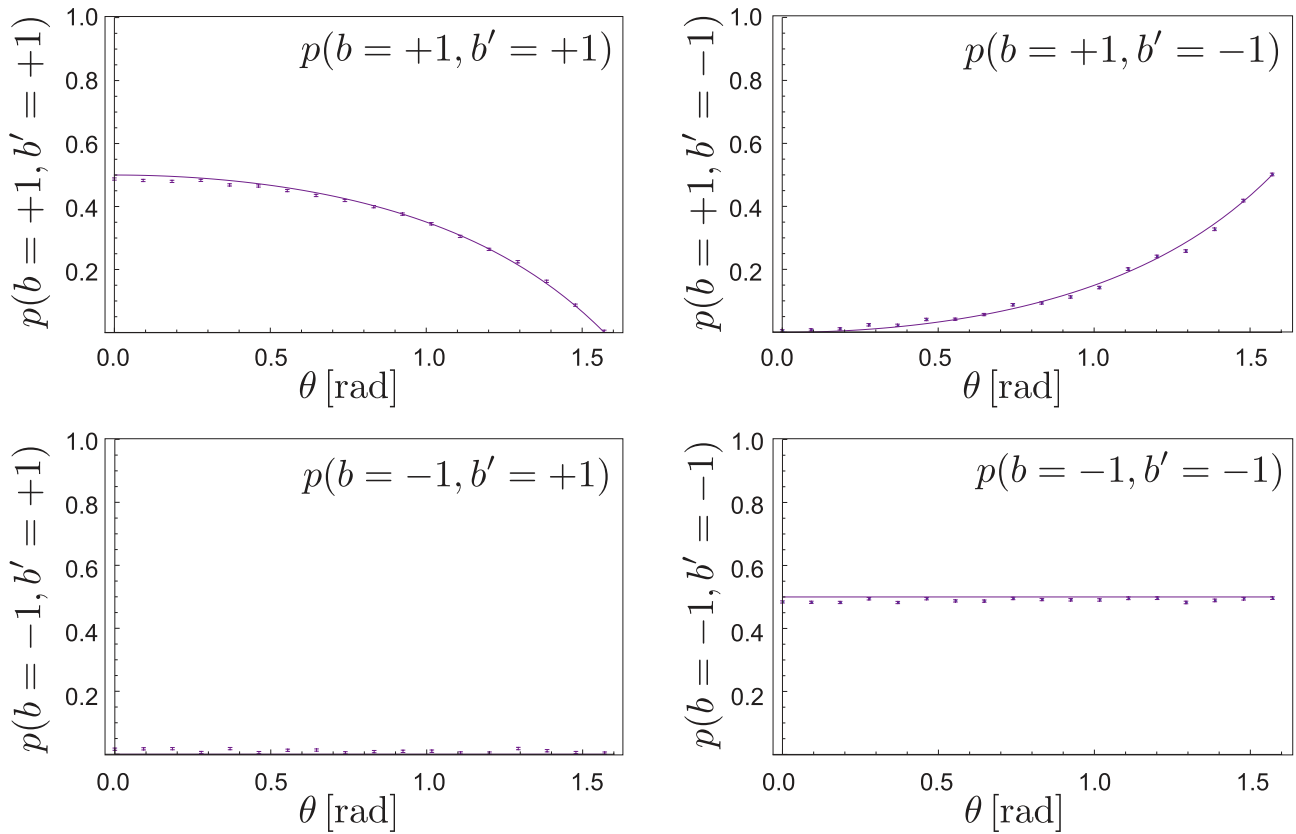 p(b = +1, b′ = +1)
1.0
0.8
0.6
0.4
0.2
p(b = +1, b′ = +1)
0.0 0.5 1.0 1.5
θ [rad]
p(b = +1, b′ = −1)
1.0
0.8
0.6
0.4
0.2
p(b = +1, b′ = −1)
0.0 0.5 1.0 1.5
θ [rad]
p(b = −1, b′ = +1)
1.0
0.8
0.6
0.4
0.2
p(b = −1, b′ = +1)
0.0 0.5 1.0 1.5
θ [rad]
p(b = −1, b′ = −1)
1.0
0.8
0.6
0.4
0.2
p(b = −1, b′ = −1)
0.0 0.5 1.0 1.5
θ [rad]